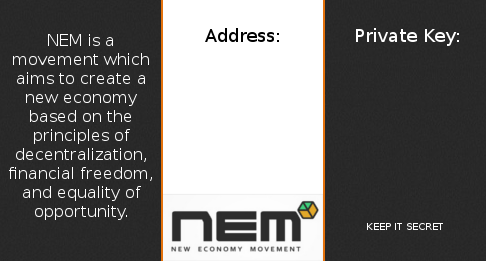 NEM is a
movement which
aims to create a
new economy
based on the
principles of
decentralization,
financial freedom,
and equality of
opportunity.
Address:
nem
NEW ECONOMY MOVEMENT
Private Key:
KEEP IT SECRET